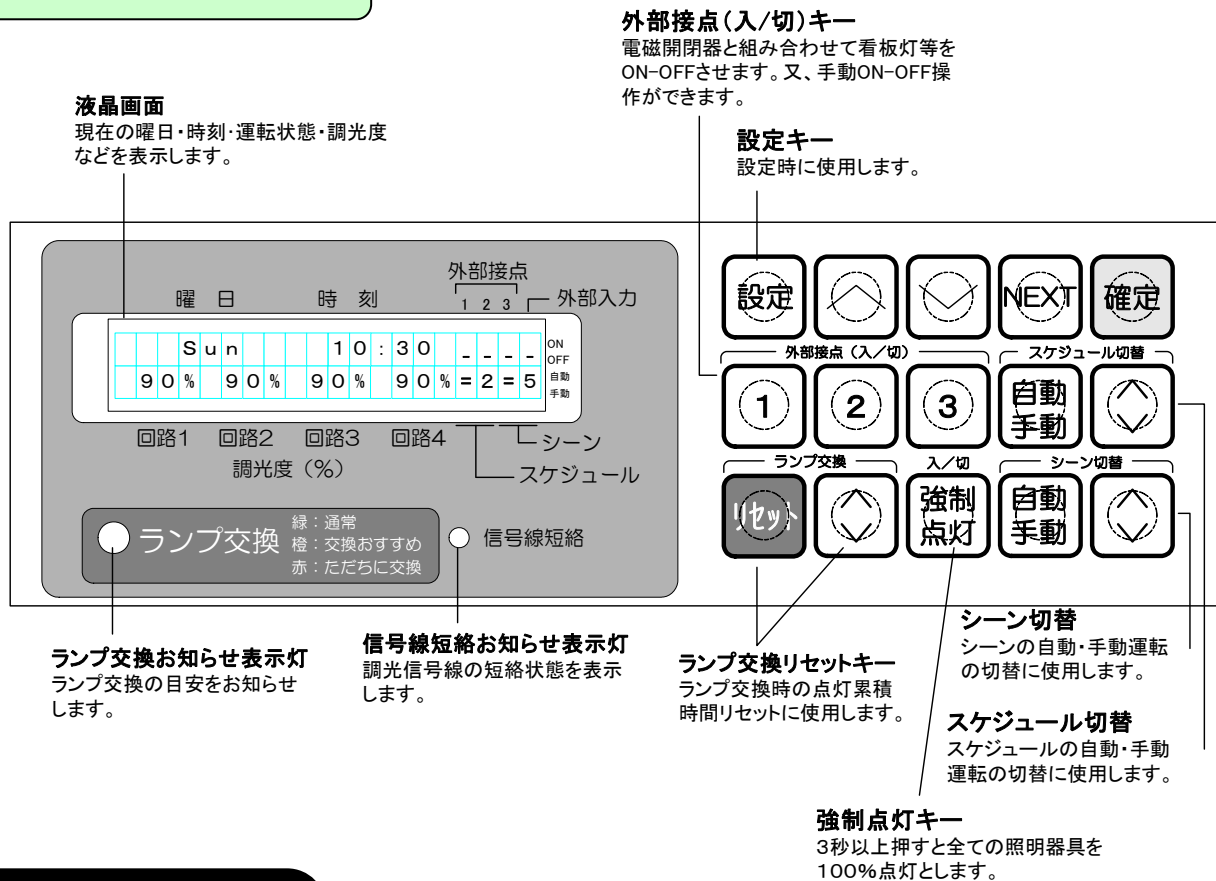 外部接点(入/切)キー
電磁開閉器と組み合わせて看板灯等を
ON-OFFさせます。又、手動ON-OFF操
作ができます。
液晶画面
現在の曜日・時刻・運転状態・調光度
などを表示します。
設定キー
設定時に使用します。
外部接点
曜 日 時 刻 1 2 3 外部入力
Sun 10:30 _ _ _ _ ON
OFF
90% 90% 90% 90% =2=5 自動
手動
回路1 回路2 回路3 回路4 シーン
調光度(%) スケジュール
ランプ交換
緑:通常
橙:交換おすすめ
赤:ただちに交換
信号線短絡
設定 NEXT 確定
外部接点(入/切) スケジュール切替
1 2 3 自動
手動
ランプ交換 入/切 シーン切替
リセット 強制
点灯 自動
手動
ランプ交換お知らせ表示灯
ランプ交換の目安をお知らせ
します。
信号線短絡お知らせ表示灯
調光信号線の短絡状態を表示
します。
ランプ交換リセットキー
ランプ交換時の点灯累積
時間リセットに使用します。
シーン切替
シーンの自動・手動運転
の切替に使用します。
スケジュール切替
スケジュールの自動・手動
運転の切替に使用します。
強制点灯キー
3秒以上押すと全ての照明器具を
100%点灯とします。